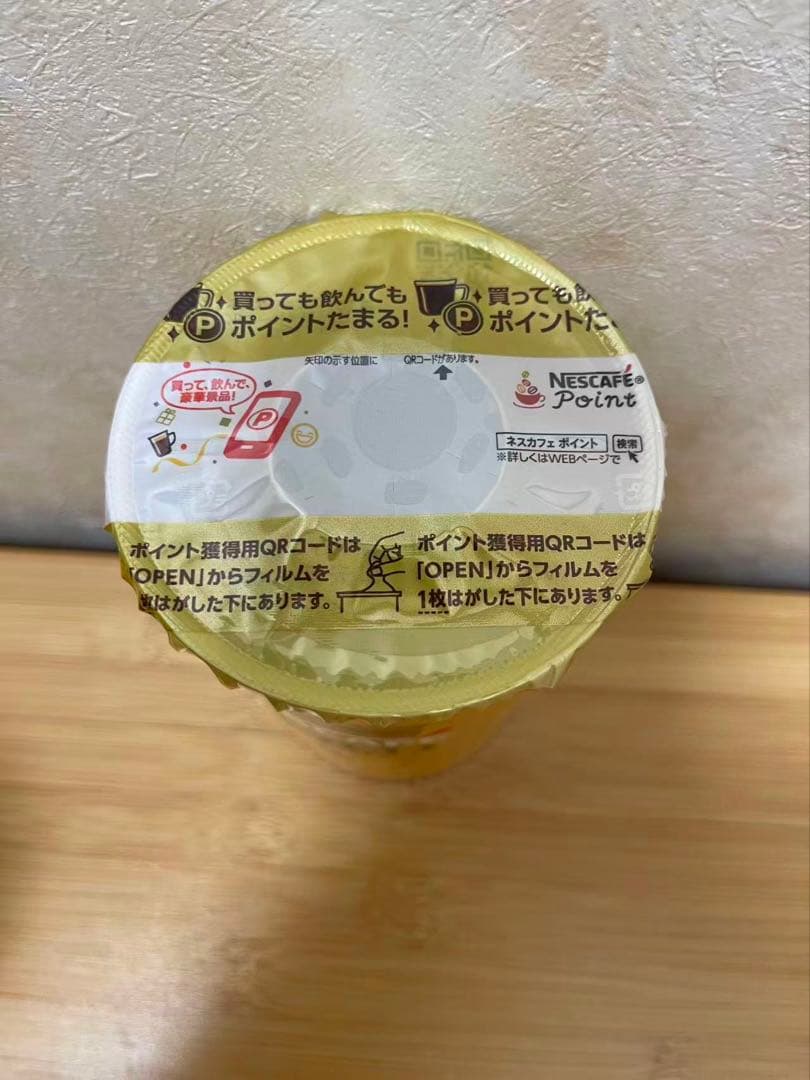 買っても飲んでも
ポイントたまる!
買っても飲
ポイントた
矢印の示す位置に QRコードがあります。
買って、飲んで、
豪華景品!
P
NESCAFÉ®
Point
ネスカフェ ポイント 検索
※詳しくはWEBページで
ポイント獲得用QRコードは
「OPEN」からフィルムを
枚はがした下にあります。
ポイント獲得用QRコードは
「OPEN」からフィルムを
1枚はがした下にあります。